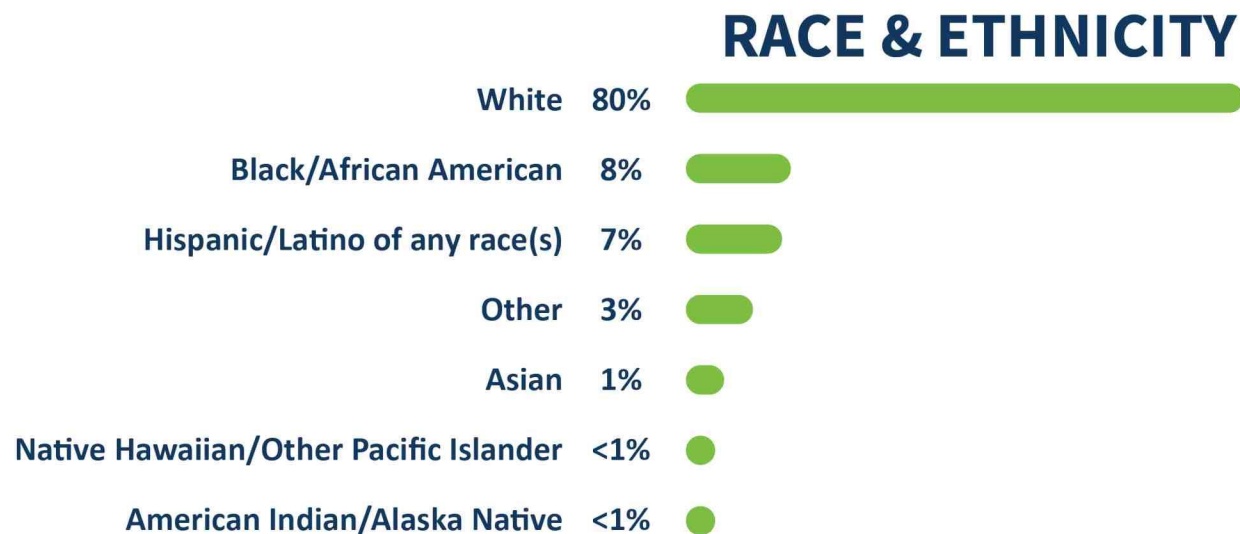 RACE & ETHNICITY
White 80%
Black/African American 8%
Hispanic/Latino of any race(s) 7%
Other 3%
Asian 1%
Native Hawaiian/Other Pacific Islander <1%
American Indian/Alaska Native <1%